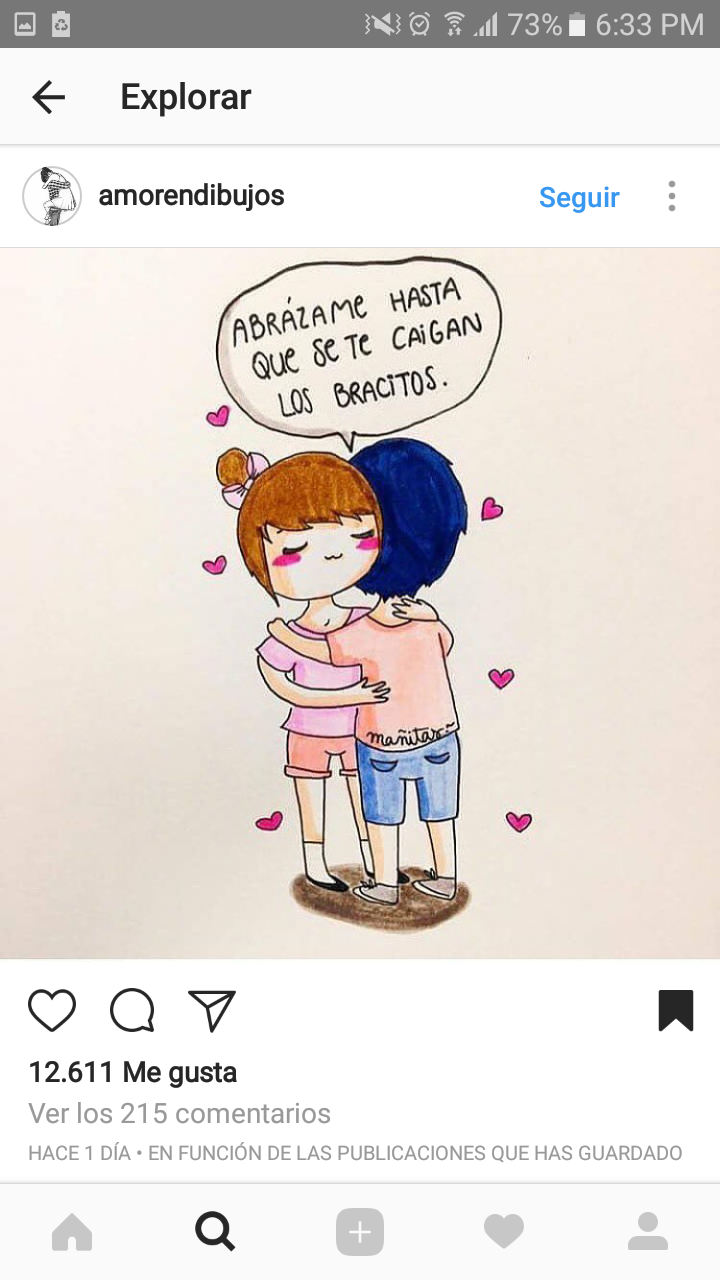 73% 6:33 PM
Explorar
amorendibujos
Seguir
ABRÁZAME HASTA
QUE SE TE CAIGAN
LOS BRACITOS.
mañitas~
12.611 Me gusta
Ver los 215 comentarios
HACE 1 DÍA • EN FUNCIÓN DE LAS PUBLICACIONES QUE HAS GUARDADO